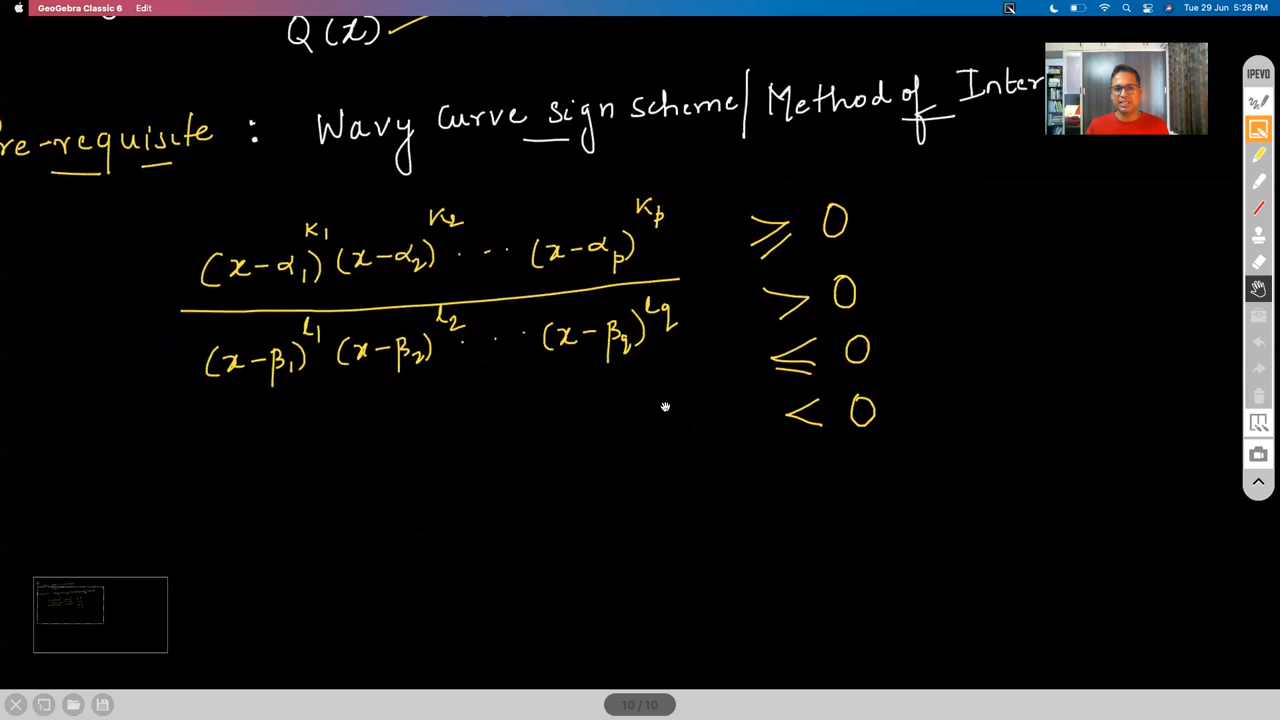 GeoGebra Classic 6 Edit Tue 29 Jun 5:28 PM
Q(x)
re-requisite : Wavy Curve sign scheme/Method of Inter
IPEVO
(x-α₁)^K₁ (x-α₂)^K₂ ... (x-αp)^Kp ≥ 0
> 0
(x-β₁)^l₁ (x-β₂)^l₂ ... (x-βq)^lq ≤ 0
< 0
10 / 10